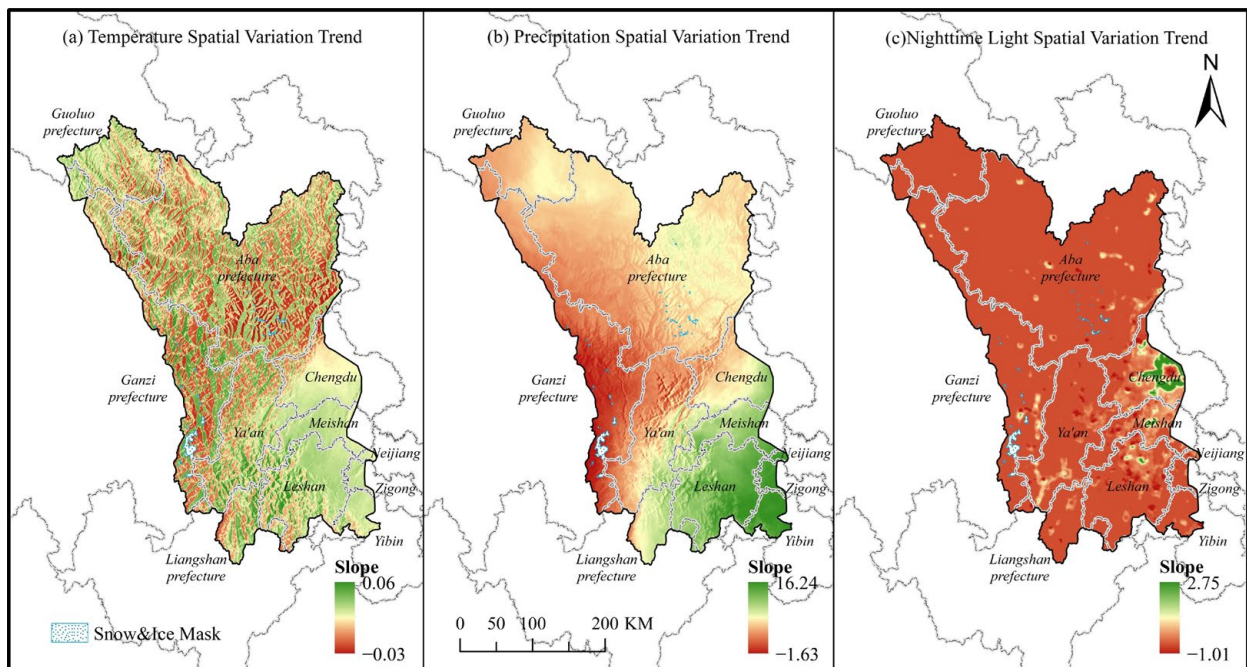 (a) Temperature Spatial Variation Trend
Guoluo
prefecture
Aba
prefecture
Ganzi
prefecture
Chengdu
Meishan
Ya'an
Neijiang
Leshan
Zigong
Yibin
Liangshan
prefecture
Slope
0.06
−0.03
Snow&Ice Mask
(b) Precipitation Spatial Variation Trend
Guoluo
prefecture
Aba
prefecture
Ganzi
prefecture
Chengdu
Meishan
Ya'an
Neijiang
Leshan
Zigong
Yibin
Liangshan
prefecture
Slope
16.24
−1.63
0 50 100 200 KM
(c)Nighttime Light Spatial Variation Trend
N
Guoluo
prefecture
Aba
prefecture
Ganzi
prefecture
Chengdu
Meishan
Ya'an
Neijiang
Leshan
Zigong
Yibin
Liangshan
prefecture
Slope
2.75
−1.01